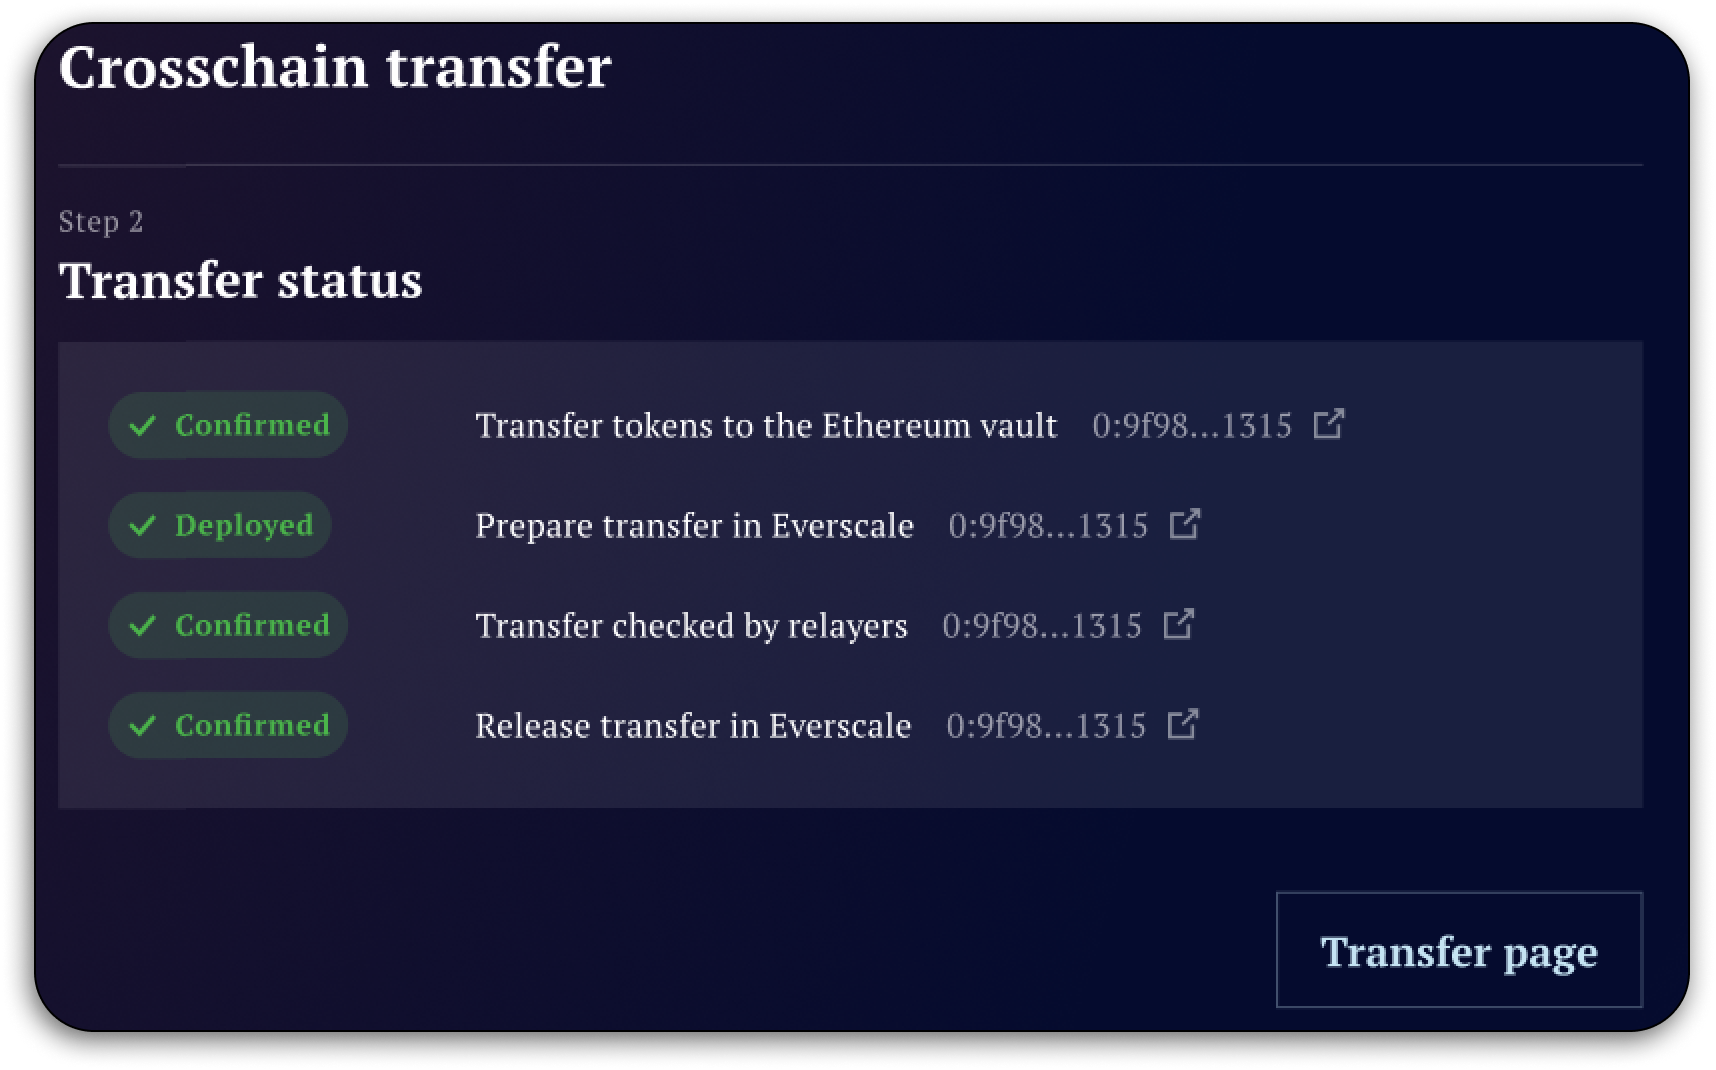 Crosschain transfer
Step 2
Transfer status
Confirmed Transfer tokens to the Ethereum vault 0:9f98...1315
Deployed Prepare transfer in Everscale 0:9f98...1315
Confirmed Transfer checked by relayers 0:9f98...1315
Confirmed Release transfer in Everscale 0:9f98...1315
Transfer page